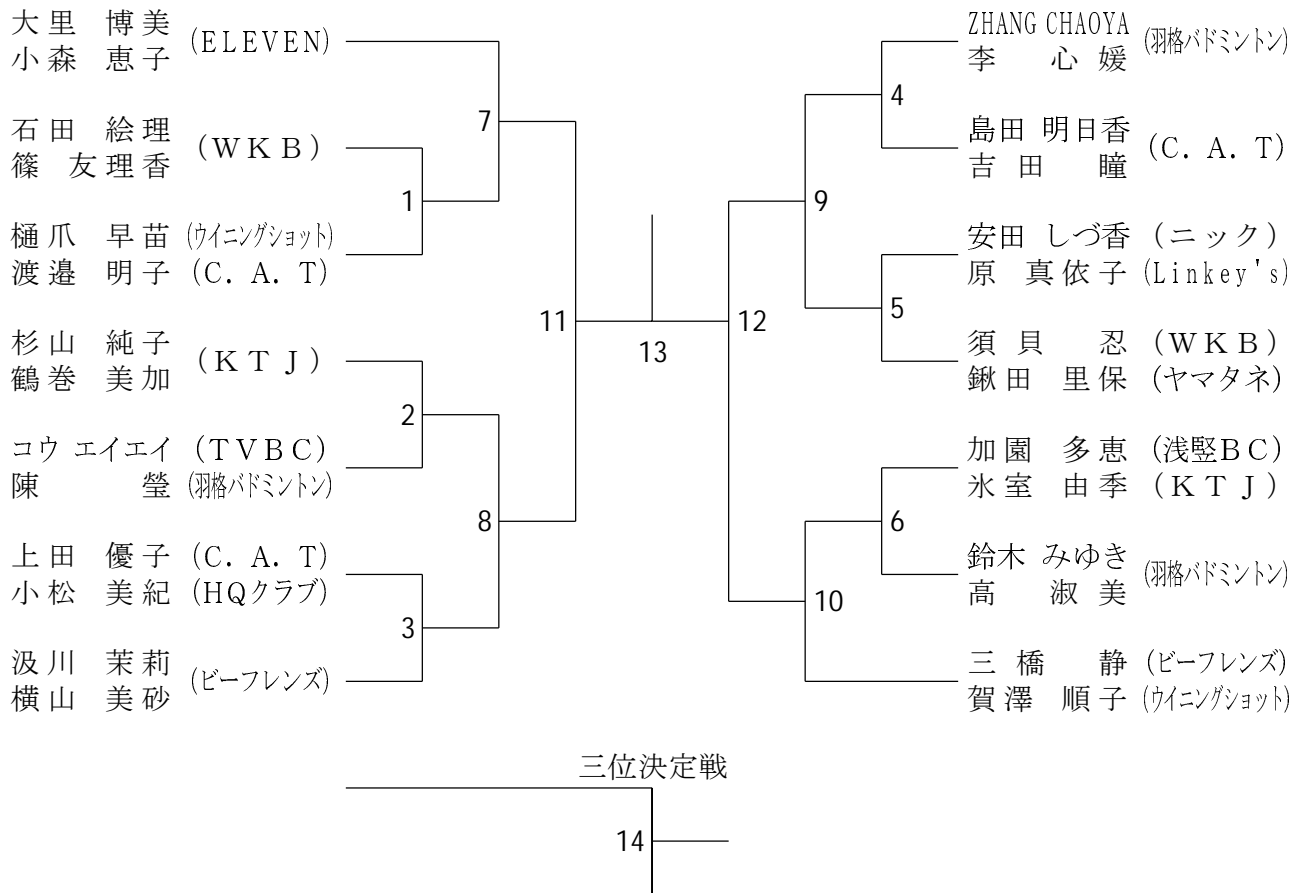 大里 博美 (ELEVEN)
小森 恵子
7
石田 絵理 (WKB)
篠 友理香
1
樋爪 早苗 (ウイニングショット)
渡邉 明子 (C. A. T)
11
杉山 純子 (KTJ)
鶴巻 美加
2
コウ エイエイ (TVBC)
陳 瑩 (羽格バドミントン)
8
上田 優子 (C. A. T)
小松 美紀 (HQクラブ)
3
汲川 茉莉 (ビーフレンズ)
横山 美砂
13
ZHANG CHAOYA (羽格バドミントン)
李 心媛
4
島田 明日香 (C. A. T)
吉田 瞳
9
安田 しづ香 (ニック)
原 真依子 (Linkey's)
5
須貝 忍 (WKB)
鍬田 里保 (ヤマタネ)
12
加園 多恵 (浅竪BC)
氷室 由季 (KTJ)
6
鈴木 みゆき (羽格バドミントン)
高 淑美
10
三橋 静 (ビーフレンズ)
賀澤 順子 (ウイニングショット)
三位決定戦
14